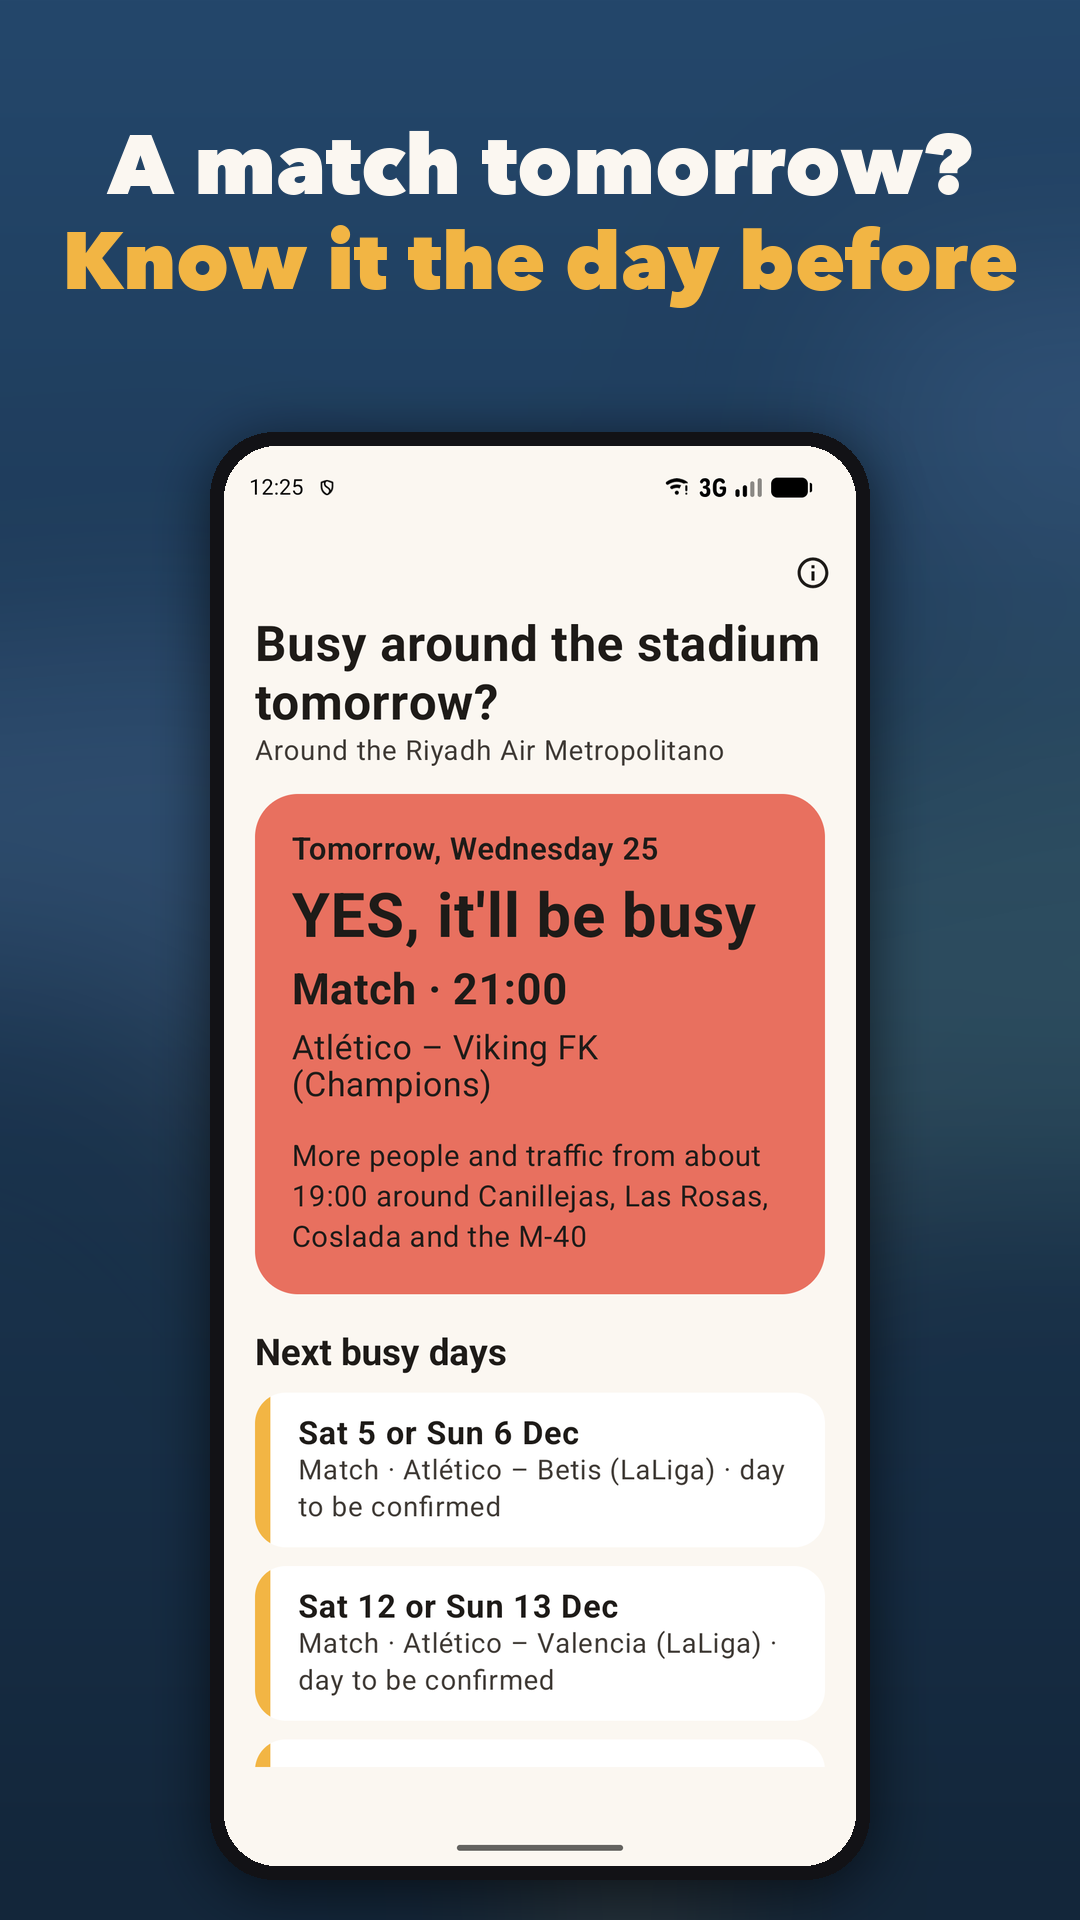 A match tomorrow?
Know it the day before
12:25
3G
Busy around the stadium
tomorrow?
Around the Riyadh Air Metropolitano
Tomorrow, Wednesday 25
YES, it'll be busy
Match · 21:00
Atlético – Viking FK
(Champions)
More people and traffic from about
19:00 around Canillejas, Las Rosas,
Coslada and the M-40
Next busy days
Sat 5 or Sun 6 Dec
Match · Atlético – Betis (LaLiga) · day
to be confirmed
Sat 12 or Sun 13 Dec
Match · Atlético – Valencia (LaLiga) ·
day to be confirmed